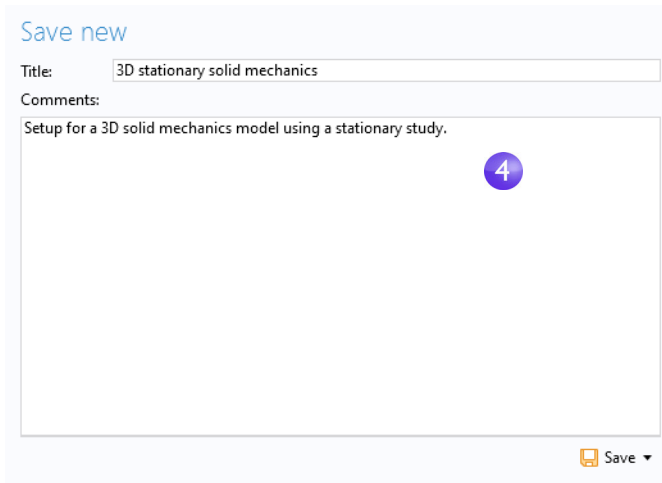 Save new
Title: 3D stationary solid mechanics
Comments:
Setup for a 3D solid mechanics model using a stationary study.
4
Save